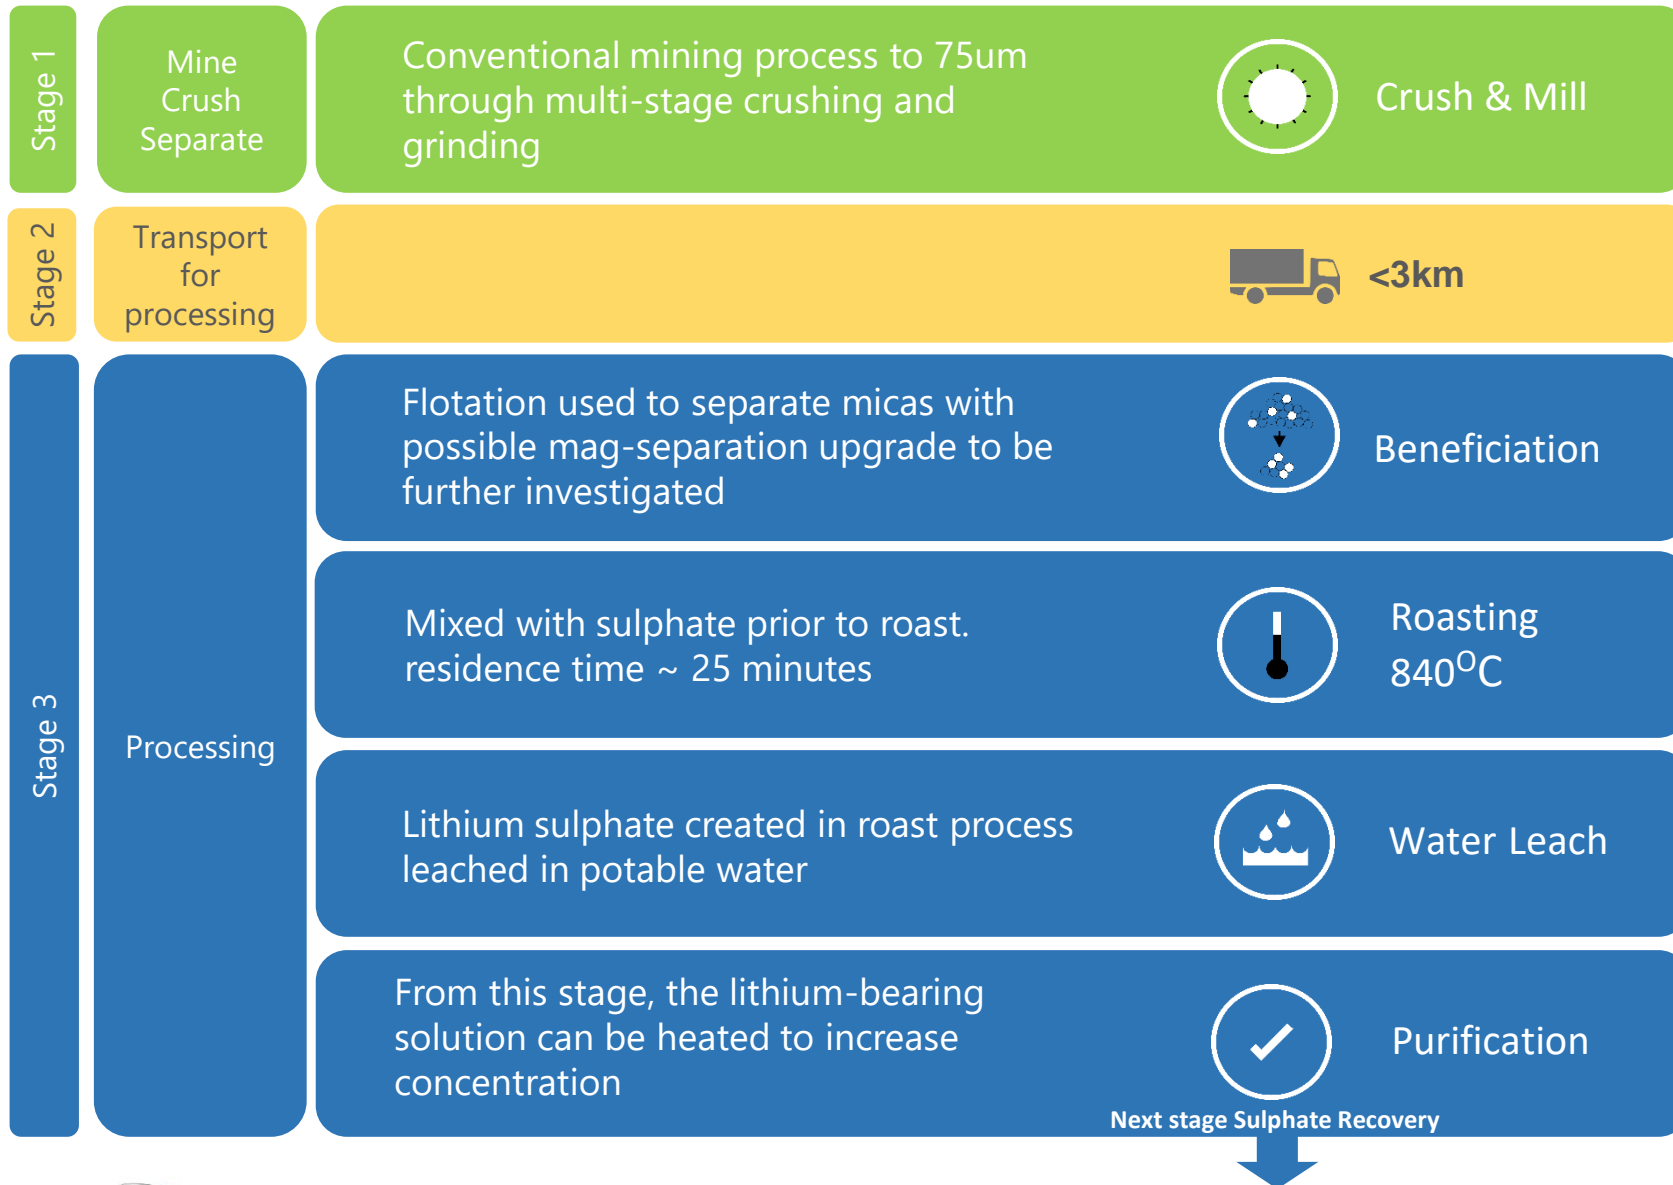 Stage 1
Mine
Crush
Separate
Conventional mining process to 75um
through multi-stage crushing and
grinding
Crush & Mill
Stage 2
Transport
for
processing
<3km
Stage 3
Processing
Flotation used to separate micas with
possible mag-separation upgrade to be
further investigated
Beneficiation
Mixed with sulphate prior to roast.
residence time ~ 25 minutes
Roasting
840°C
Lithium sulphate created in roast process
leached in potable water
Water Leach
From this stage, the lithium-bearing
solution can be heated to increase
concentration
Purification
Next stage Sulphate Recovery